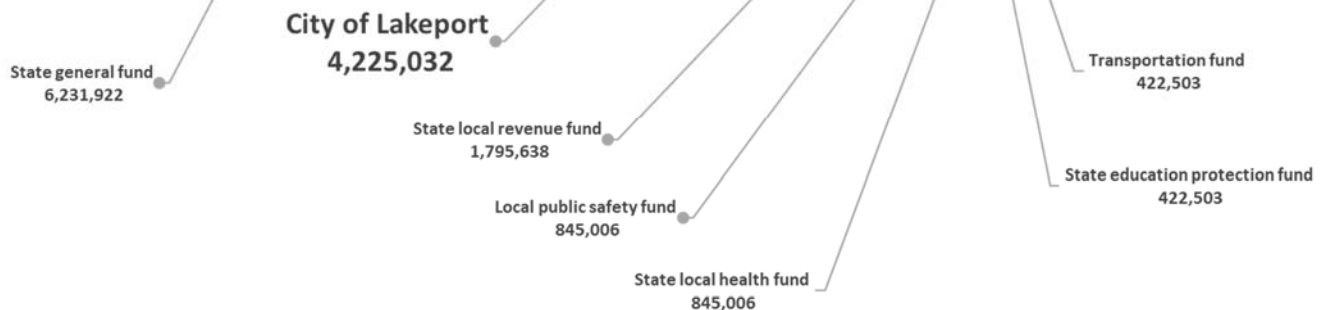 City of Lakeport
4,225,032
State general fund
6,231,922
Transportation fund
422,503
State local revenue fund
1,795,638
State education protection fund
422,503
Local public safety fund
845,006
State local health fund
845,006